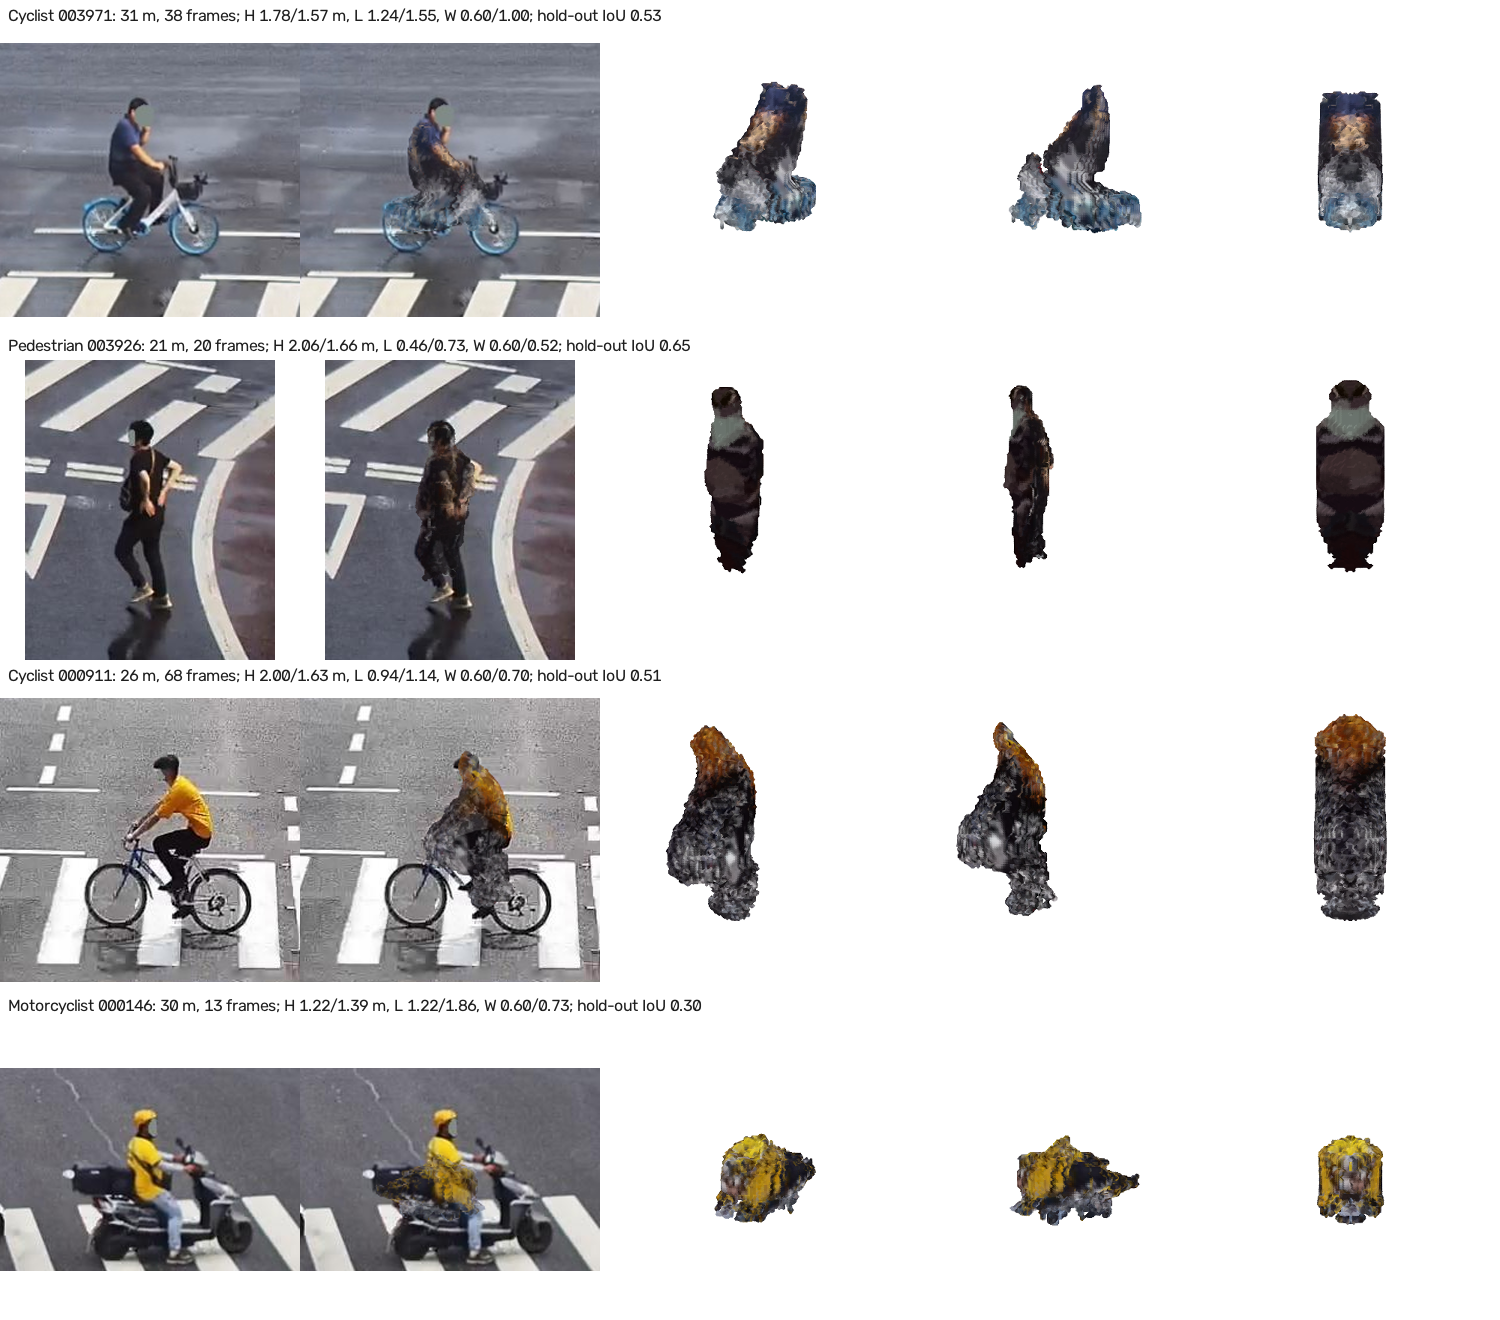 Cyclist 003971: 31 m, 38 frames; H 1.78/1.57 m, L 1.24/1.55, W 0.60/1.00; hold-out IoU 0.53
Pedestrian 003926: 21 m, 20 frames; H 2.06/1.66 m, L 0.46/0.73, W 0.60/0.52; hold-out IoU 0.65
Cyclist 000911: 26 m, 68 frames; H 2.00/1.63 m, L 0.94/1.14, W 0.60/0.70; hold-out IoU 0.51
Motorcyclist 000146: 30 m, 13 frames; H 1.22/1.39 m, L 1.22/1.86, W 0.60/0.73; hold-out IoU 0.30